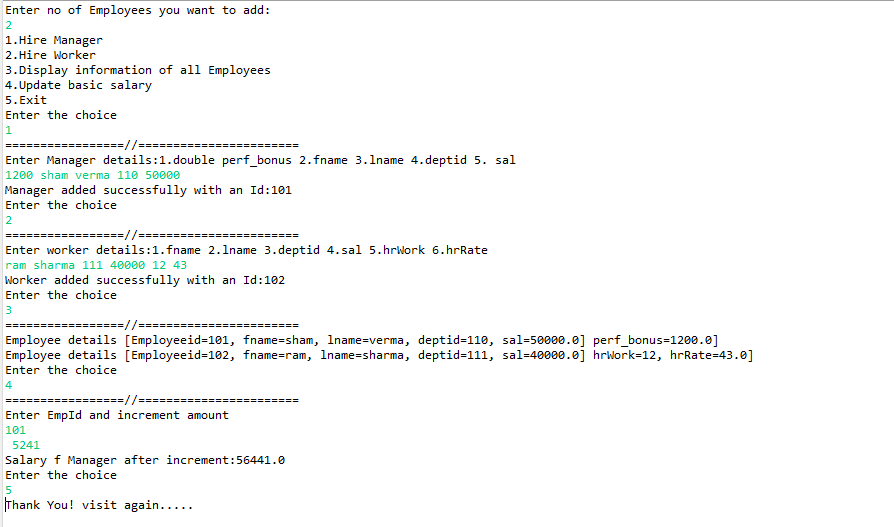 Enter no of Employees you want to add:
2
1.Hire Manager
2.Hire Worker
3.Display information of all Employees
4.Update basic salary
5.Exit
Enter the choice
1
=================//=======================
Enter Manager details:1.double perf_bonus 2.fname 3.lname 4.deptid 5. sal
1200 sham verma 110 50000
Manager added successfully with an Id:101
Enter the choice
2
=================//=======================
Enter worker details:1.fname 2.lname 3.deptid 4.sal 5.hrWork 6.hrRate
ram sharma 111 40000 12 43
Worker added successfully with an Id:102
Enter the choice
3
=================//=======================
Employee details [Employeeid=101, fname=sham, lname=verma, deptid=110, sal=50000.0] perf_bonus=1200.0]
Employee details [Employeeid=102, fname=ram, lname=sharma, deptid=111, sal=40000.0] hrWork=12, hrRate=43.0]
Enter the choice
4
=================//=======================
Enter EmpId and increment amount
101
 5241
Salary f Manager after increment:56441.0
Enter the choice
5
Thank You! visit again.....